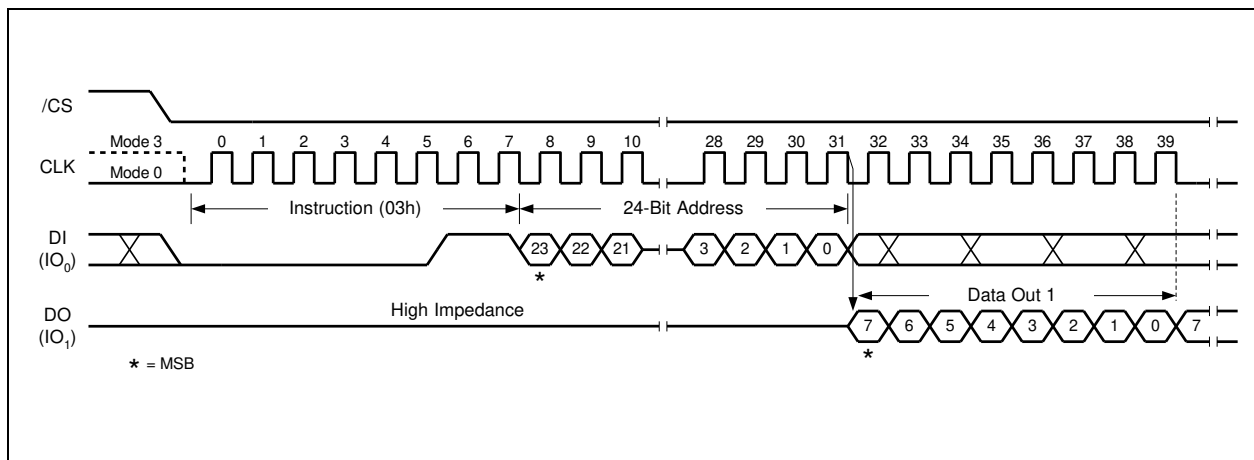 /CS
Mode 3 0 1 2 3 4 5 6 7 8 9 10 28 29 30 31 32 33 34 35 36 37 38 39
CLK Mode 0
Instruction (03h) 24-Bit Address
DI
(IO0) 23 22 21 3 2 1 0
*
High Impedance Data Out 1
DO
(IO1) 7 6 5 4 3 2 1 0 7
*
* = MSB